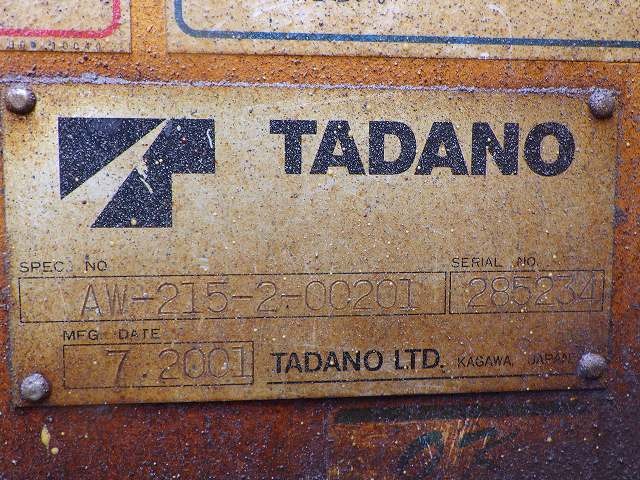 TADANO
SPEC. NO.
SERIAL NO.
AW-215-2-00201
285234
MFG. DATE
7.2001
TADANO LTD. KAGAWA, JAPAN